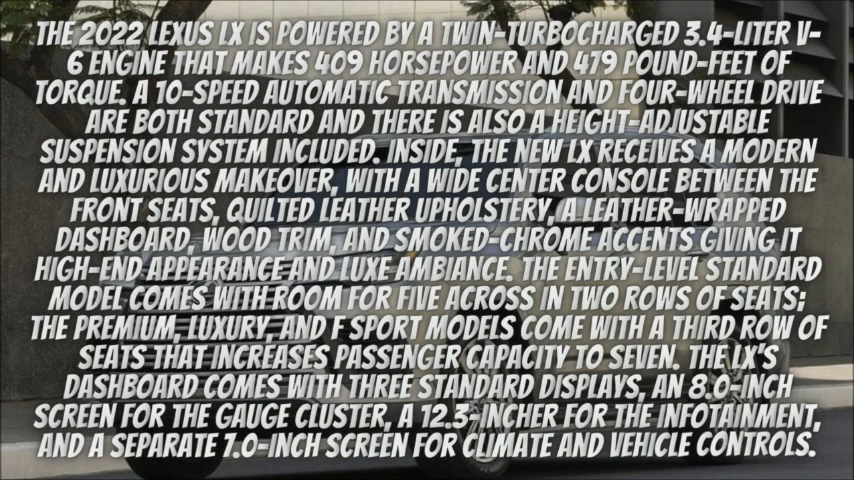 THE 2022 LEXUS LX IS POWERED BY A TWIN-TURBOCHARGED 3.4-LITER V-
6 ENGINE THAT MAKES 409 HORSEPOWER AND 479 POUND-FEET OF
TORQUE. A 10-SPEED AUTOMATIC TRANSMISSION AND FOUR-WHEEL DRIVE
ARE BOTH STANDARD AND THERE IS ALSO A HEIGHT-ADJUSTABLE
SUSPENSION SYSTEM INCLUDED. INSIDE, THE NEW LX RECEIVES A MODERN
AND LUXURIOUS MAKEOVER, WITH A WIDE CENTER CONSOLE BETWEEN THE
FRONT SEATS, QUILTED LEATHER UPHOLSTERY, A LEATHER-WRAPPED
DASHBOARD, WOOD TRIM, AND SMOKED-CHROME ACCENTS GIVING IT
HIGH-END APPEARANCE AND LUXE AMBIANCE. THE ENTRY-LEVEL STANDARD
MODEL COMES WITH ROOM FOR FIVE ACROSS IN TWO ROWS OF SEATS;
THE PREMIUM, LUXURY, AND F SPORT MODELS COME WITH A THIRD ROW OF
SEATS THAT INCREASES PASSENGER CAPACITY TO SEVEN. THE LX'S
DASHBOARD COMES WITH THREE STANDARD DISPLAYS, AN 8.0-INCH
SCREEN FOR THE GAUGE CLUSTER, A 12.3-INCHER FOR THE INFOTAINMENT,
AND A SEPARATE 7.0-INCH SCREEN FOR CLIMATE AND VEHICLE CONTROLS.